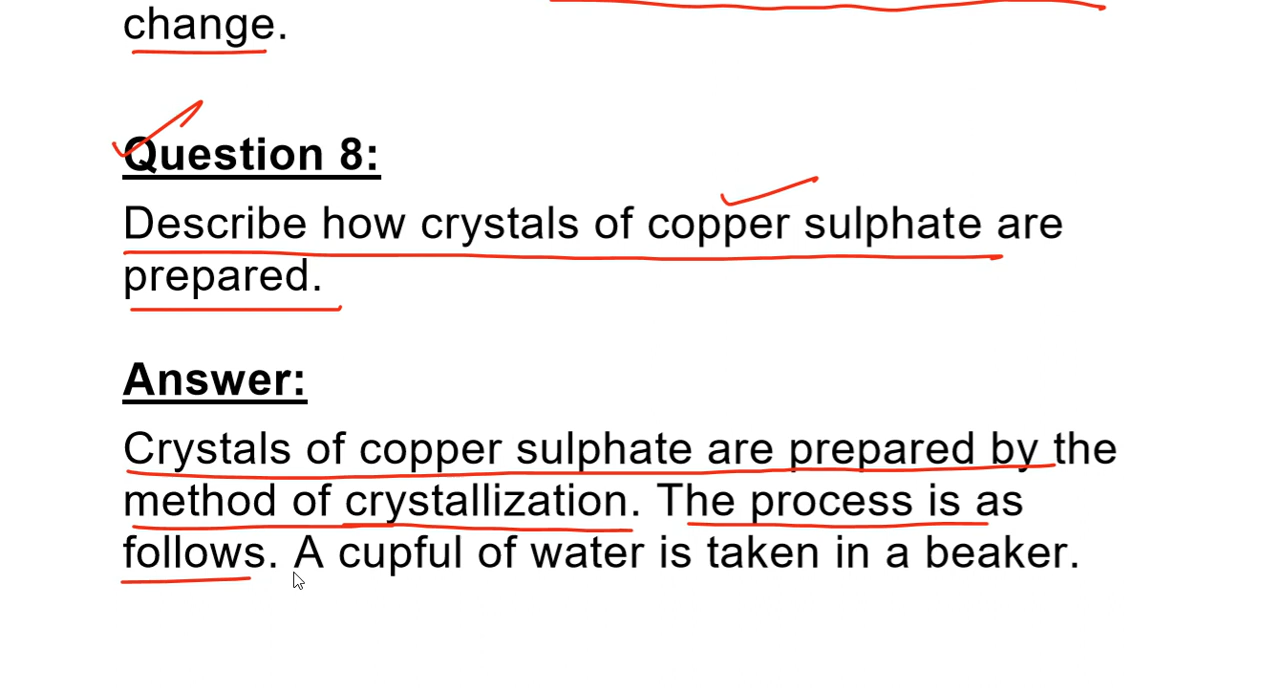 change.
Question 8:
Describe how crystals of copper sulphate are
prepared.
Answer:
Crystals of copper sulphate are prepared by the
method of crystallization. The process is as
follows. A cupful of water is taken in a beaker.